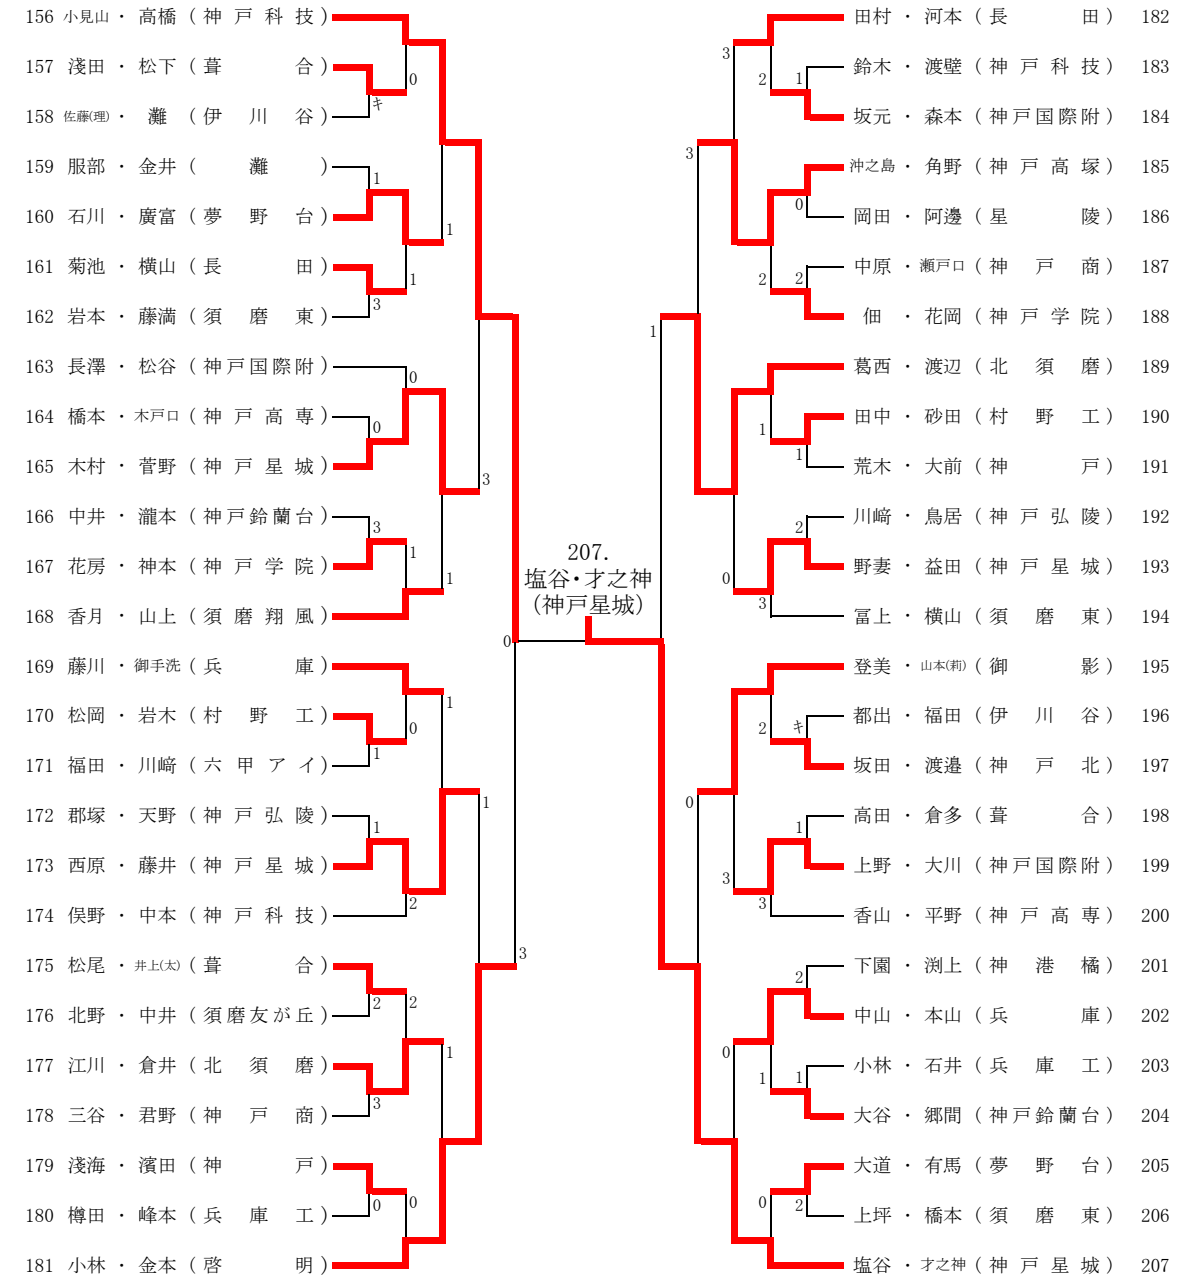 156 小見山 ・ 高橋 ( 神戸科技 )
157 淺田 ・ 松下 ( 葺合 )
158 佐藤(理) ・ 灘 ( 伊川谷 )
159 服部 ・ 金井 ( 灘 )
160 石川 ・ 廣富 ( 夢野台 )
161 菊池 ・ 横山 ( 長田 )
162 岩本 ・ 藤満 ( 須磨東 )
163 長澤 ・ 松谷 ( 神戸国際附 )
164 橋本 ・ 木戸口 ( 神戸高専 )
165 木村 ・ 菅野 ( 神戸星城 )
166 中井 ・ 瀧本 ( 神戸鈴蘭台 )
167 花房 ・ 神本 ( 神戸学院 )
168 香月 ・ 山上 ( 須磨翔風 )
169 藤川 ・ 御手洗 ( 兵庫 )
170 松岡 ・ 岩木 ( 村野工 )
171 福田 ・ 川﨑 ( 六甲アイ )
172 郡塚 ・ 天野 ( 神戸弘陵 )
173 西原 ・ 藤井 ( 神戸星城 )
174 俣野 ・ 中本 ( 神戸科技 )
175 松尾 ・ 井上(太) ( 葺合 )
176 北野 ・ 中井 ( 須磨友が丘 )
177 江川 ・ 倉井 ( 北須磨 )
178 三谷 ・ 君野 ( 神戸商 )
179 淺海 ・ 濱田 ( 神戸 )
180 樽田 ・ 峰本 ( 兵庫工 )
181 小林 ・ 金本 ( 啓明 )
0
キ
1
1
1
3
0
0
3
3
1
1
0
1
0
1
1
1
2
3
2
2
1
3
0
0
207.
塩谷・才之神
(神戸星城)
3
2
1
3
0
2
2
1
1
1
2
0
3
2
キ
0
1
3
3
2
0
1
1
0
2
田村 ・ 河本 ( 長田 ) 182
鈴木 ・ 渡壁 ( 神戸科技 ) 183
坂元 ・ 森本 ( 神戸国際附 ) 184
沖之島 ・ 角野 ( 神戸高塚 ) 185
岡田 ・ 阿邊 ( 星陵 ) 186
中原 ・ 瀬戸口 ( 神戸商 ) 187
佃 ・ 花岡 ( 神戸学院 ) 188
葛西 ・ 渡辺 ( 北須磨 ) 189
田中 ・ 砂田 ( 村野工 ) 190
荒木 ・ 大前 ( 神戸 ) 191
川﨑 ・ 鳥居 ( 神戸弘陵 ) 192
野妻 ・ 益田 ( 神戸星城 ) 193
冨上 ・ 横山 ( 須磨東 ) 194
登美 ・ 山本(莉) ( 御影 ) 195
都出 ・ 福田 ( 伊川谷 ) 196
坂田 ・ 渡邉 ( 神戸北 ) 197
高田 ・ 倉多 ( 葺合 ) 198
上野 ・ 大川 ( 神戸国際附 ) 199
香山 ・ 平野 ( 神戸高専 ) 200
下園 ・ 渕上 ( 神港橘 ) 201
中山 ・ 本山 ( 兵庫 ) 202
小林 ・ 石井 ( 兵庫工 ) 203
大谷 ・ 郷間 ( 神戸鈴蘭台 ) 204
大道 ・ 有馬 ( 夢野台 ) 205
上坪 ・ 橋本 ( 須磨東 ) 206
塩谷 ・ 才之神 ( 神戸星城 ) 207